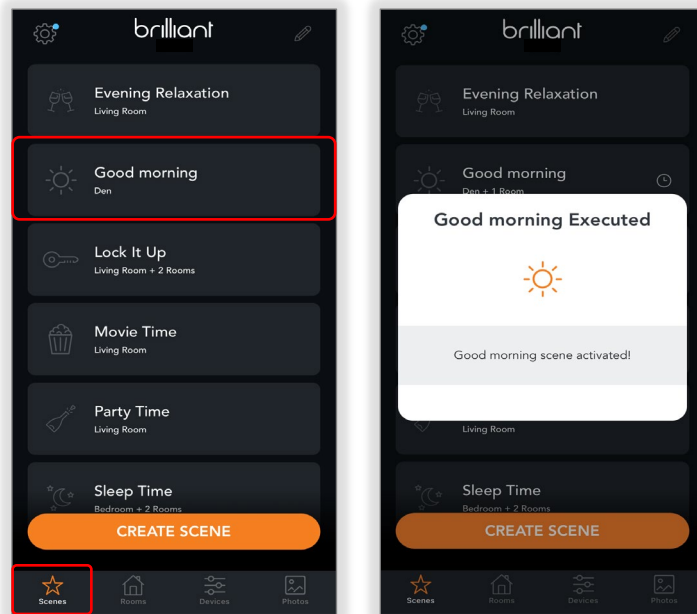 brilliant
Evening Relaxation
Living Room
Good morning
Den
Lock It Up
Living Room + 2 Rooms
Movie Time
Living Room
Party Time
Living Room
Sleep Time
Bedroom + 2 Rooms
CREATE SCENE
Scenes
Rooms
Devices
Photos
brilliant
Evening Relaxation
Living Room
Good morning
Den + 1 Room
Good morning Executed
Good morning scene activated!
Living Room
Sleep Time
Bedroom + 2 Rooms
CREATE SCENE
Scenes
Rooms
Devices
Photos